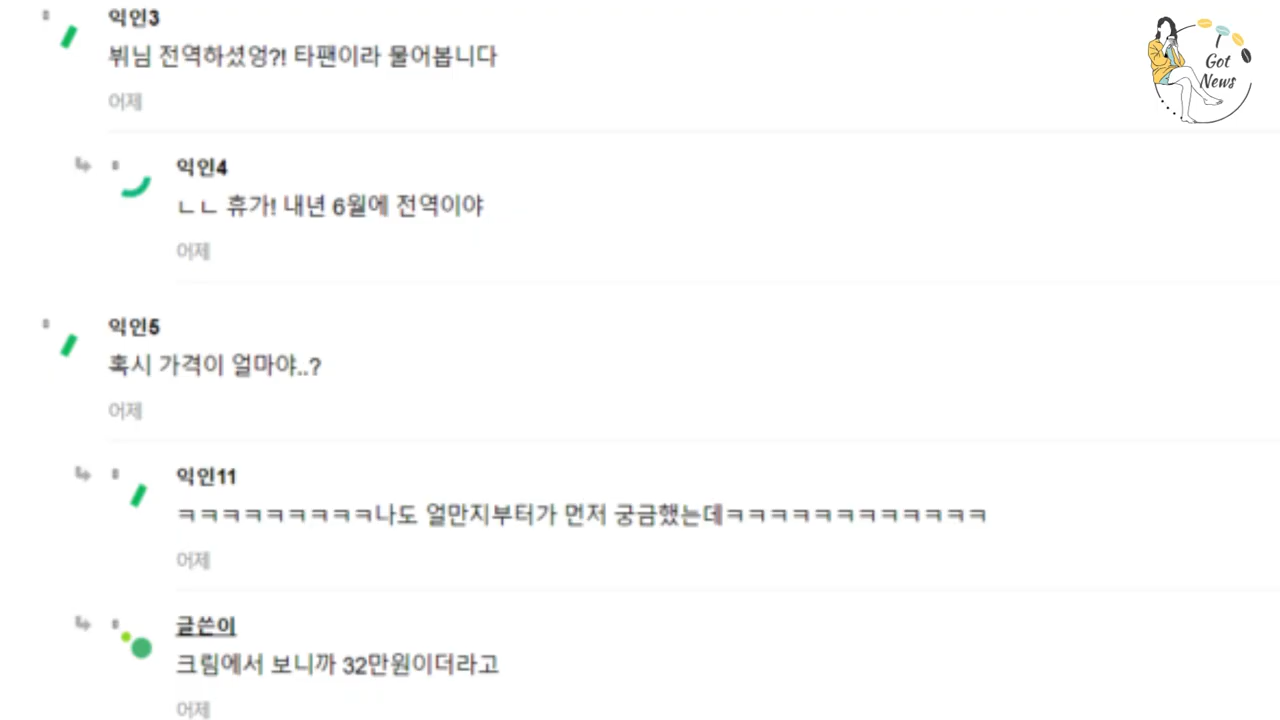 익인3
뷔님 전역하셨엉?! 타팬이라 물어봅니다
어제
익인4
ㄴㄴ 휴가! 내년 6월에 전역이야
어제
익인5
혹시 가격이 얼마야..?
어제
익인11
ㅋㅋㅋㅋㅋㅋㅋㅋㅋ나도 얼만지부터가 먼저 궁금했는데ㅋㅋㅋㅋㅋㅋㅋㅋㅋㅋㅋㅋ
어제
글쓴이
크림에서 보니까 32만원이더라고
어제
Got
News